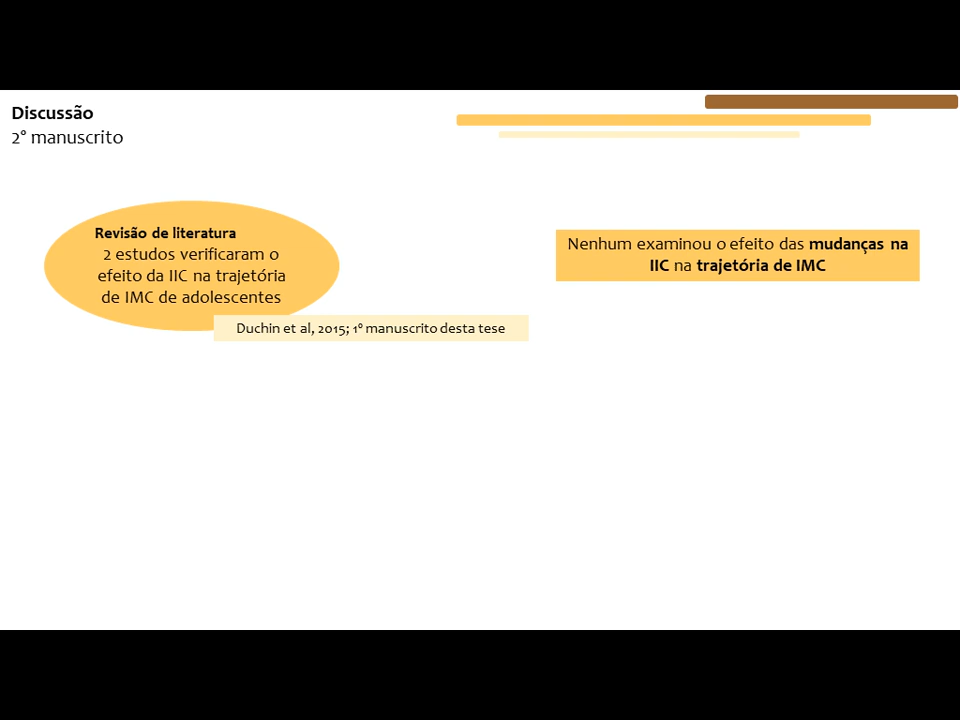 Discussão
2° manuscrito
Revisão de literatura
2 estudos verificaram o
efeito da IIC na trajetória
de IMC de adolescentes
Duchin et al, 2015; 1º manuscrito desta tese
Nenhum examinou o efeito das mudanças na
IIC na trajetória de IMC